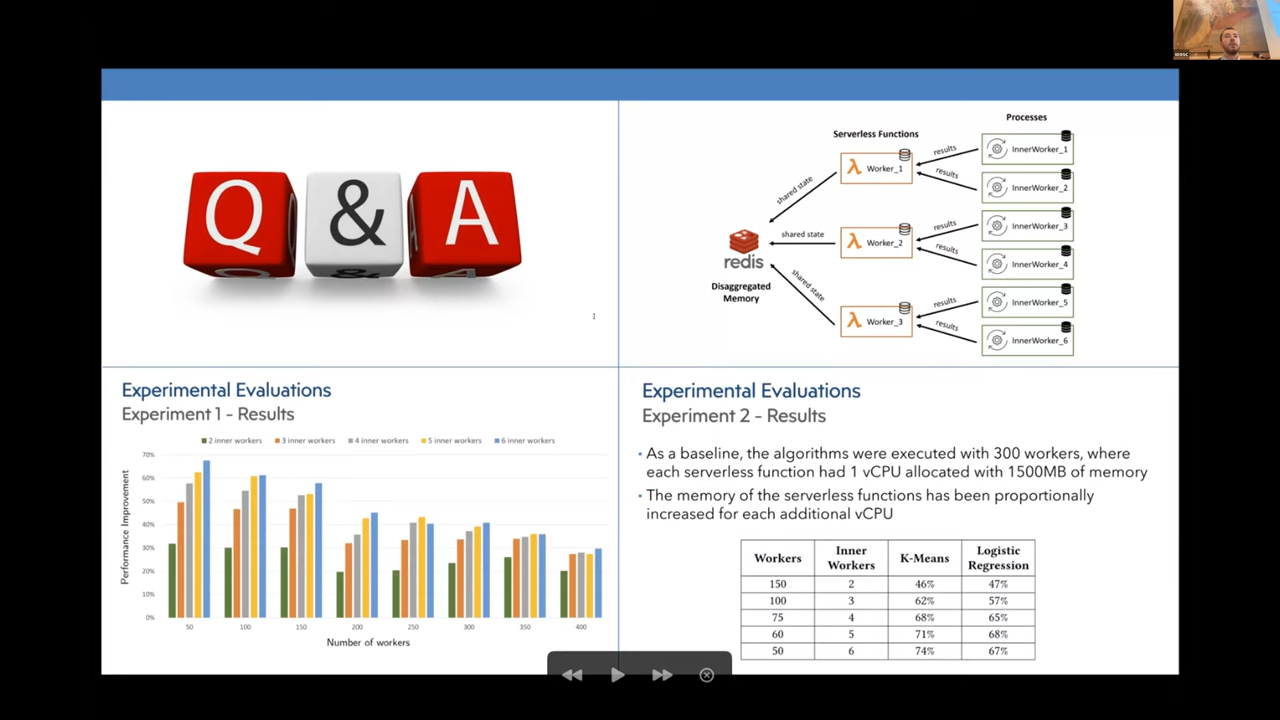 wosc
Q & A
Processes
Serverless Functions
InnerWorker_1
results
Worker_1
results
InnerWorker_2
shared state
InnerWorker_3
results
shared state
Worker_2
results
redis
InnerWorker_4
Disaggregated
Memory
shared state
InnerWorker_5
results
Worker_3
results
InnerWorker_6
Experimental Evaluations
Experiment 1 - Results
2 inner workers 3 inner workers 4 inner workers 5 inner workers 6 inner workers
Performance Improvement
70%
60%
50%
40%
30%
20%
10%
0%
50 100 150 200 250 300 350 400
Number of workers
Experimental Evaluations
Experiment 2 - Results
• As a baseline, the algorithms were executed with 300 workers, where
each serverless function had 1 vCPU allocated with 1500MB of memory
• The memory of the serverless functions has been proportionally
increased for each additional vCPU
Workers Inner Workers K-Means Logistic Regression
150 2 46% 47%
100 3 62% 57%
75 4 68% 65%
60 5 71% 68%
50 6 74% 67%